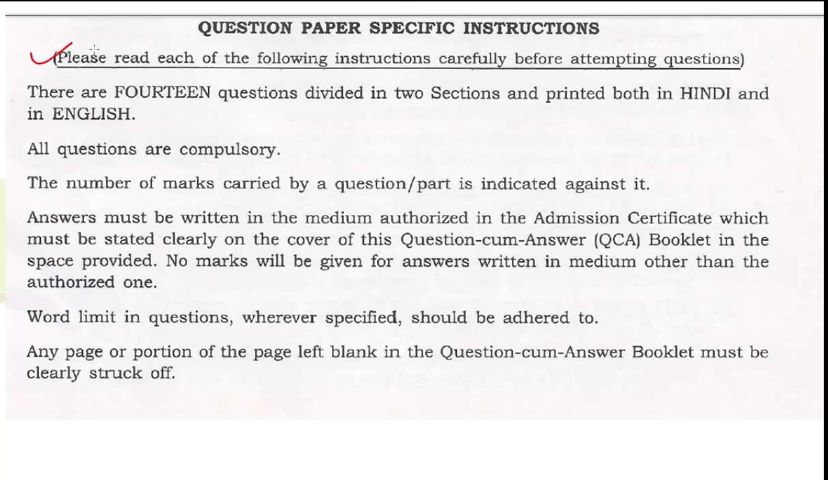 QUESTION PAPER SPECIFIC INSTRUCTIONS
(Please read each of the following instructions carefully before attempting questions)
There are FOURTEEN questions divided in two Sections and printed both in HINDI and
in ENGLISH.
All questions are compulsory.
The number of marks carried by a question/part is indicated against it.
Answers must be written in the medium authorized in the Admission Certificate which
must be stated clearly on the cover of this Question-cum-Answer (QCA) Booklet in the
space provided. No marks will be given for answers written in medium other than the
authorized one.
Word limit in questions, wherever specified, should be adhered to.
Any page or portion of the page left blank in the Question-cum-Answer Booklet must be
clearly struck off.